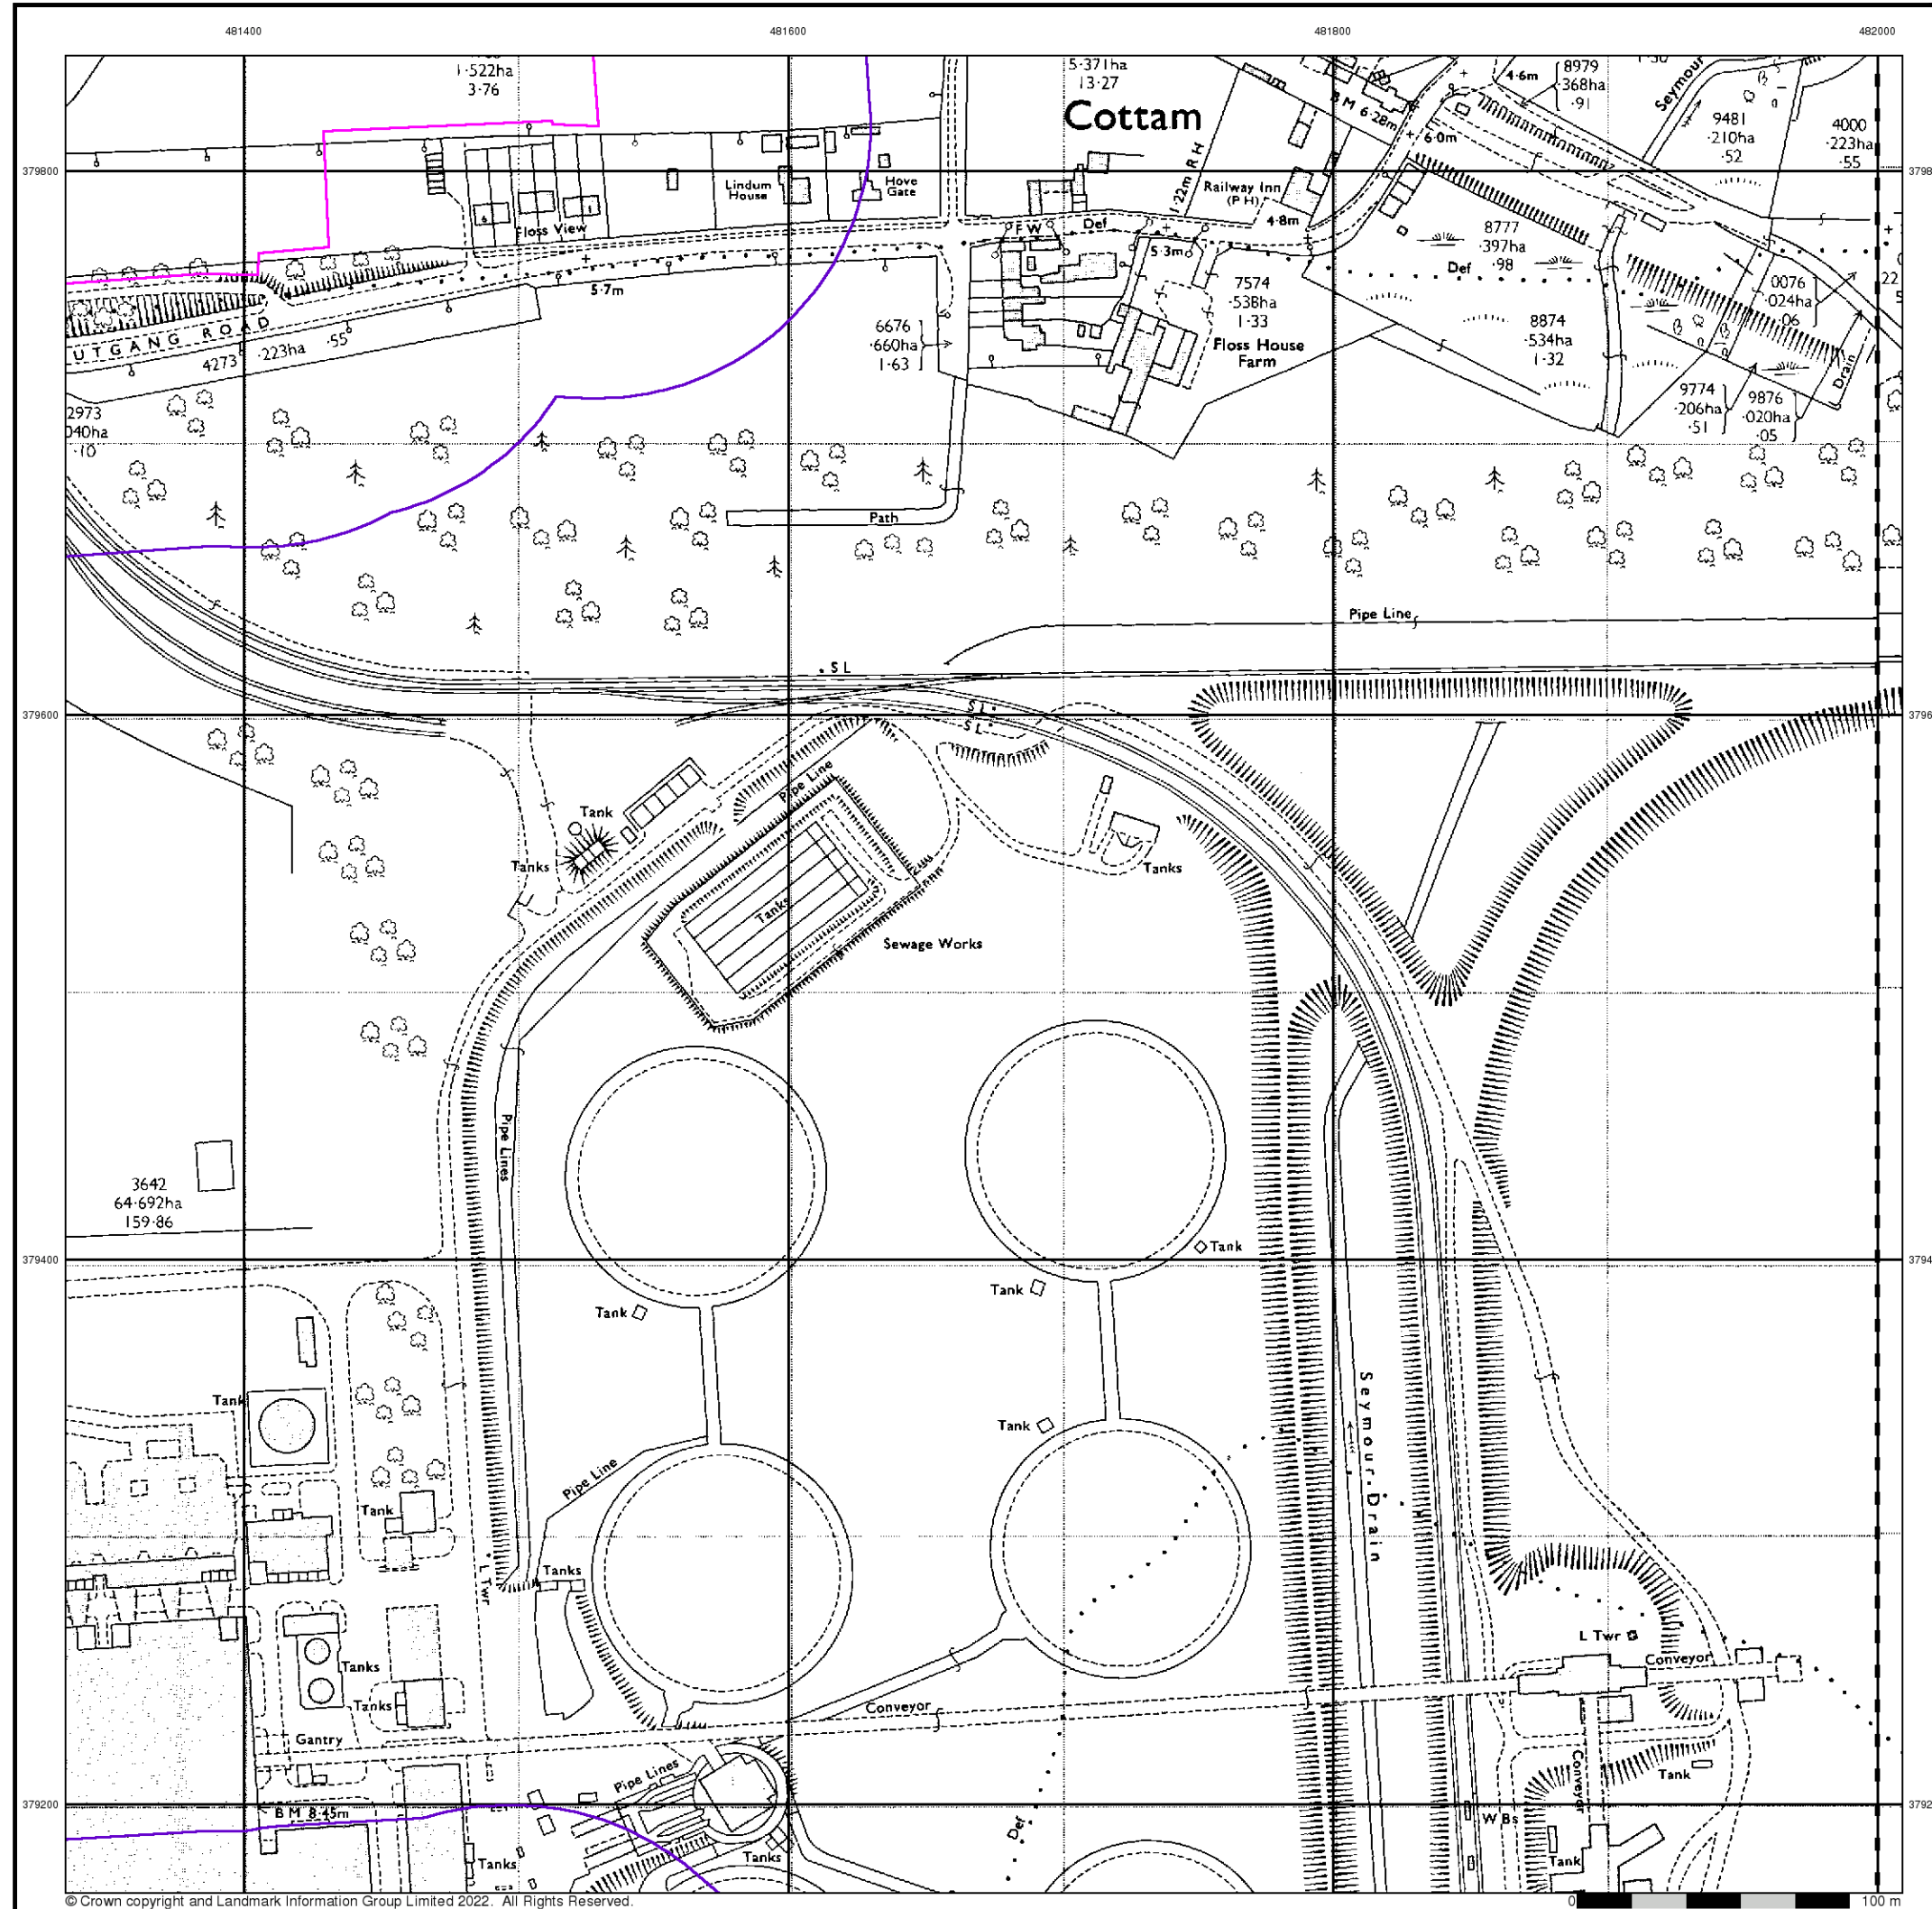 481400
481600
481800
482000
1·522ha
3·76
5·371ha
13·27
Cottam
B M 6·28m
4·6m
8979
·368ha
·91
Seymour
9481
·210ha
·52
4000
·223ha
·55
+ 6·0m
379800
3798
Lindum
House
Hove
Gate
1·22m R H
Railway Inn
(P H)
4·8m
6
1
Floss View
F W
Def
5·3m
5·7m
8777
·397ha
·98
Def
0076
·024ha
·06
22
UTGANG ROAD
4273
·223ha
·55
6676
·660ha
1·63
7574
·538ha
1·33
Floss House
Farm
8874
·534ha
1·32
Drain
9774
·206ha
·51
9876
·020ha
·05
2973
040ha
·10
Path
Pipe Line
S L
S L
S L
379600
3796
Pipe Line
Tank
Tanks
Tanks
Tanks
Sewage Works
Pipe Lines
3642
64·692ha
159·86
379400
3794
Tank
Tank
Tank
Tank
Tank
Seymour Drain
Pipe Line
Tank
Tanks
L Twr
L Twr
Conveyor
Tanks
Tanks
Conveyor
Gantry
Pipe Lines
Conveyor
Tank
379200
3792
B M 8·45m
Def
W Bs
Tanks
Tanks
Tank
© Crown copyright and Landmark Information Group Limited 2022. All Rights Reserved.
0
100 m